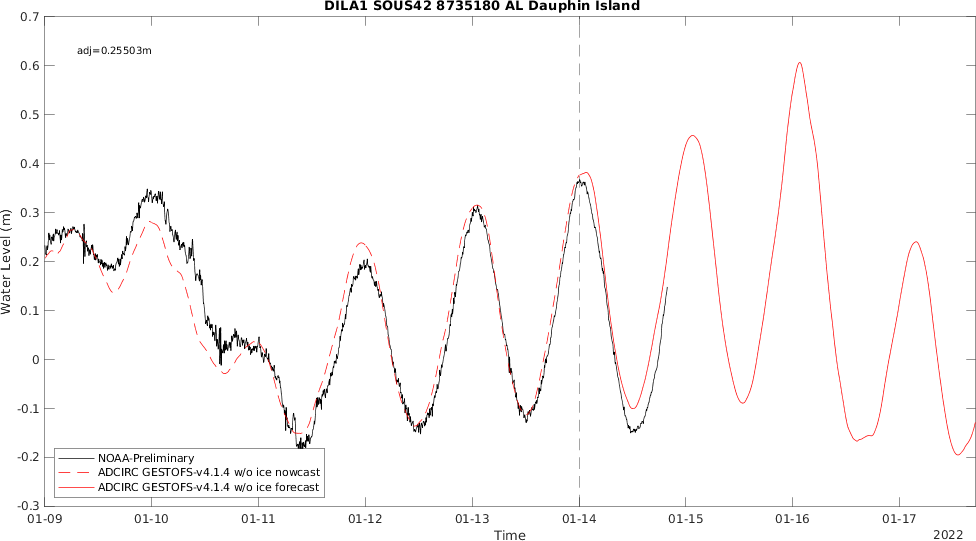 DILA1 SOUS42 8735180 AL Dauphin Island
0.7
adj=0.25503m
0.6
0.5
0.4
0.3
0.2
0.1
0
-0.1
-0.2
-0.3
Water Level (m)
NOAA-Preliminary
ADCIRC GESTOFS-v4.1.4 w/o ice nowcast
ADCIRC GESTOFS-v4.1.4 w/o ice forecast
01-09 01-10 01-11 01-12 01-13 01-14 01-15 01-16 01-17
Time
2022